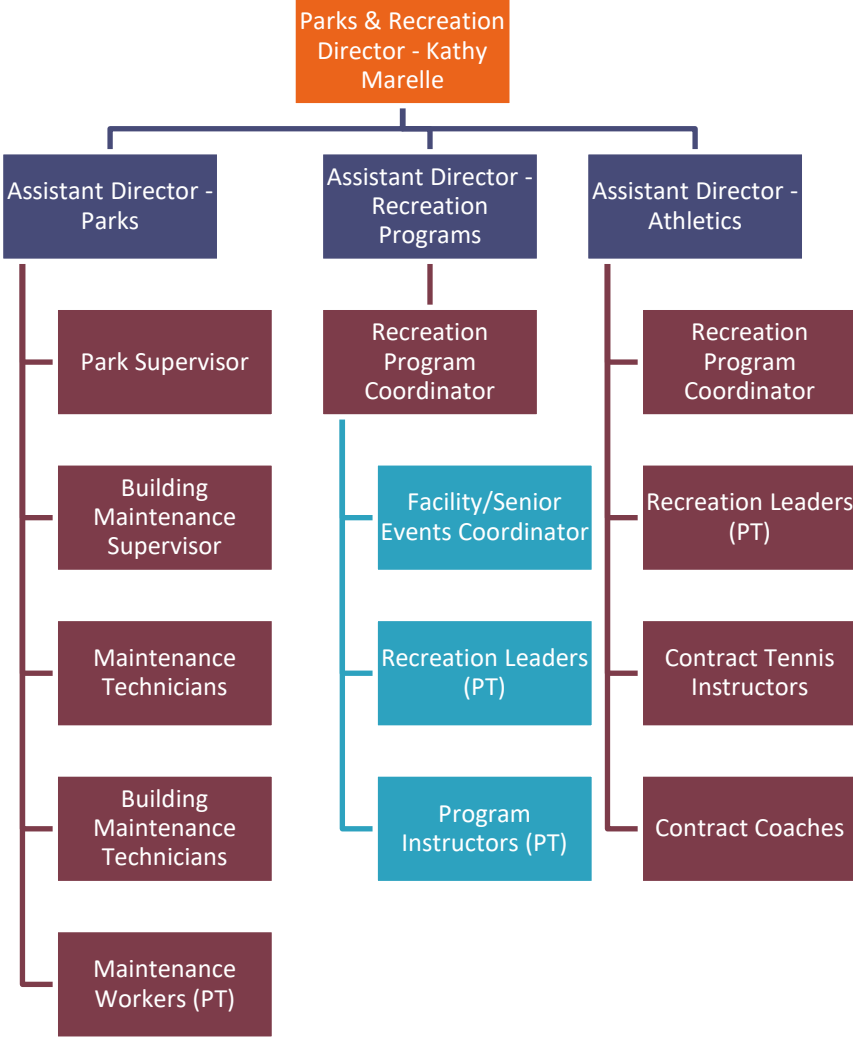 Parks & Recreation
Director - Kathy
Marelle
Assistant Director -
Parks
Assistant Director -
Recreation
Programs
Assistant Director -
Athletics
Park Supervisor
Building
Maintenance
Supervisor
Maintenance
Technicians
Building
Maintenance
Technicians
Maintenance
Workers (PT)
Recreation
Program
Coordinator
Facility/Senior
Events Coordinator
Recreation Leaders
(PT)
Program
Instructors (PT)
Recreation
Program
Coordinator
Recreation Leaders
(PT)
Contract Tennis
Instructors
Contract Coaches